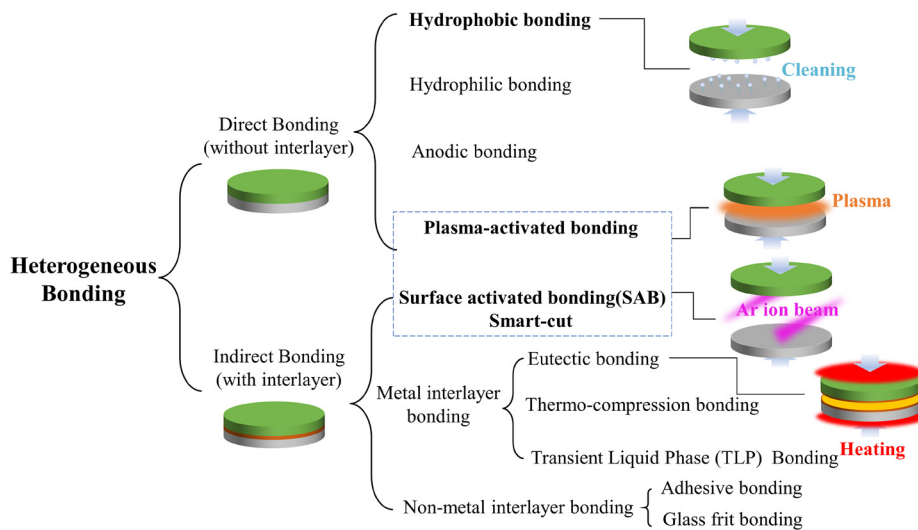 Heterogeneous
Bonding
Direct Bonding
(without interlayer)
Hydrophobic bonding
Cleaning
Hydrophilic bonding
Anodic bonding
Plasma-activated bonding
Plasma
Surface activated bonding(SAB)
Smart-cut
Ar ion beam
Indirect Bonding
(with interlayer)
Metal interlayer
bonding
Eutectic bonding
Thermo-compression bonding
Transient Liquid Phase (TLP) Bonding
Heating
Non-metal interlayer bonding
Adhesive bonding
Glass frit bonding